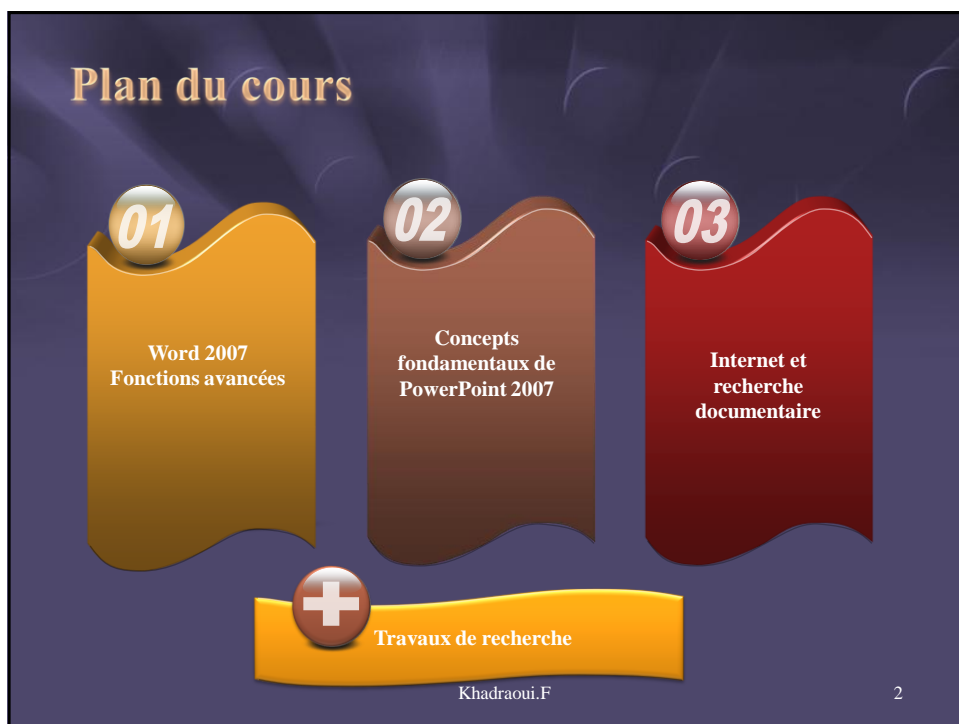 Plan du cours
01
Word 2007
Fonctions avancées
02
Concepts
fondamentaux de
PowerPoint 2007
03
Internet et
recherche
documentaire
Travaux de recherche
Khadraoui.F
2